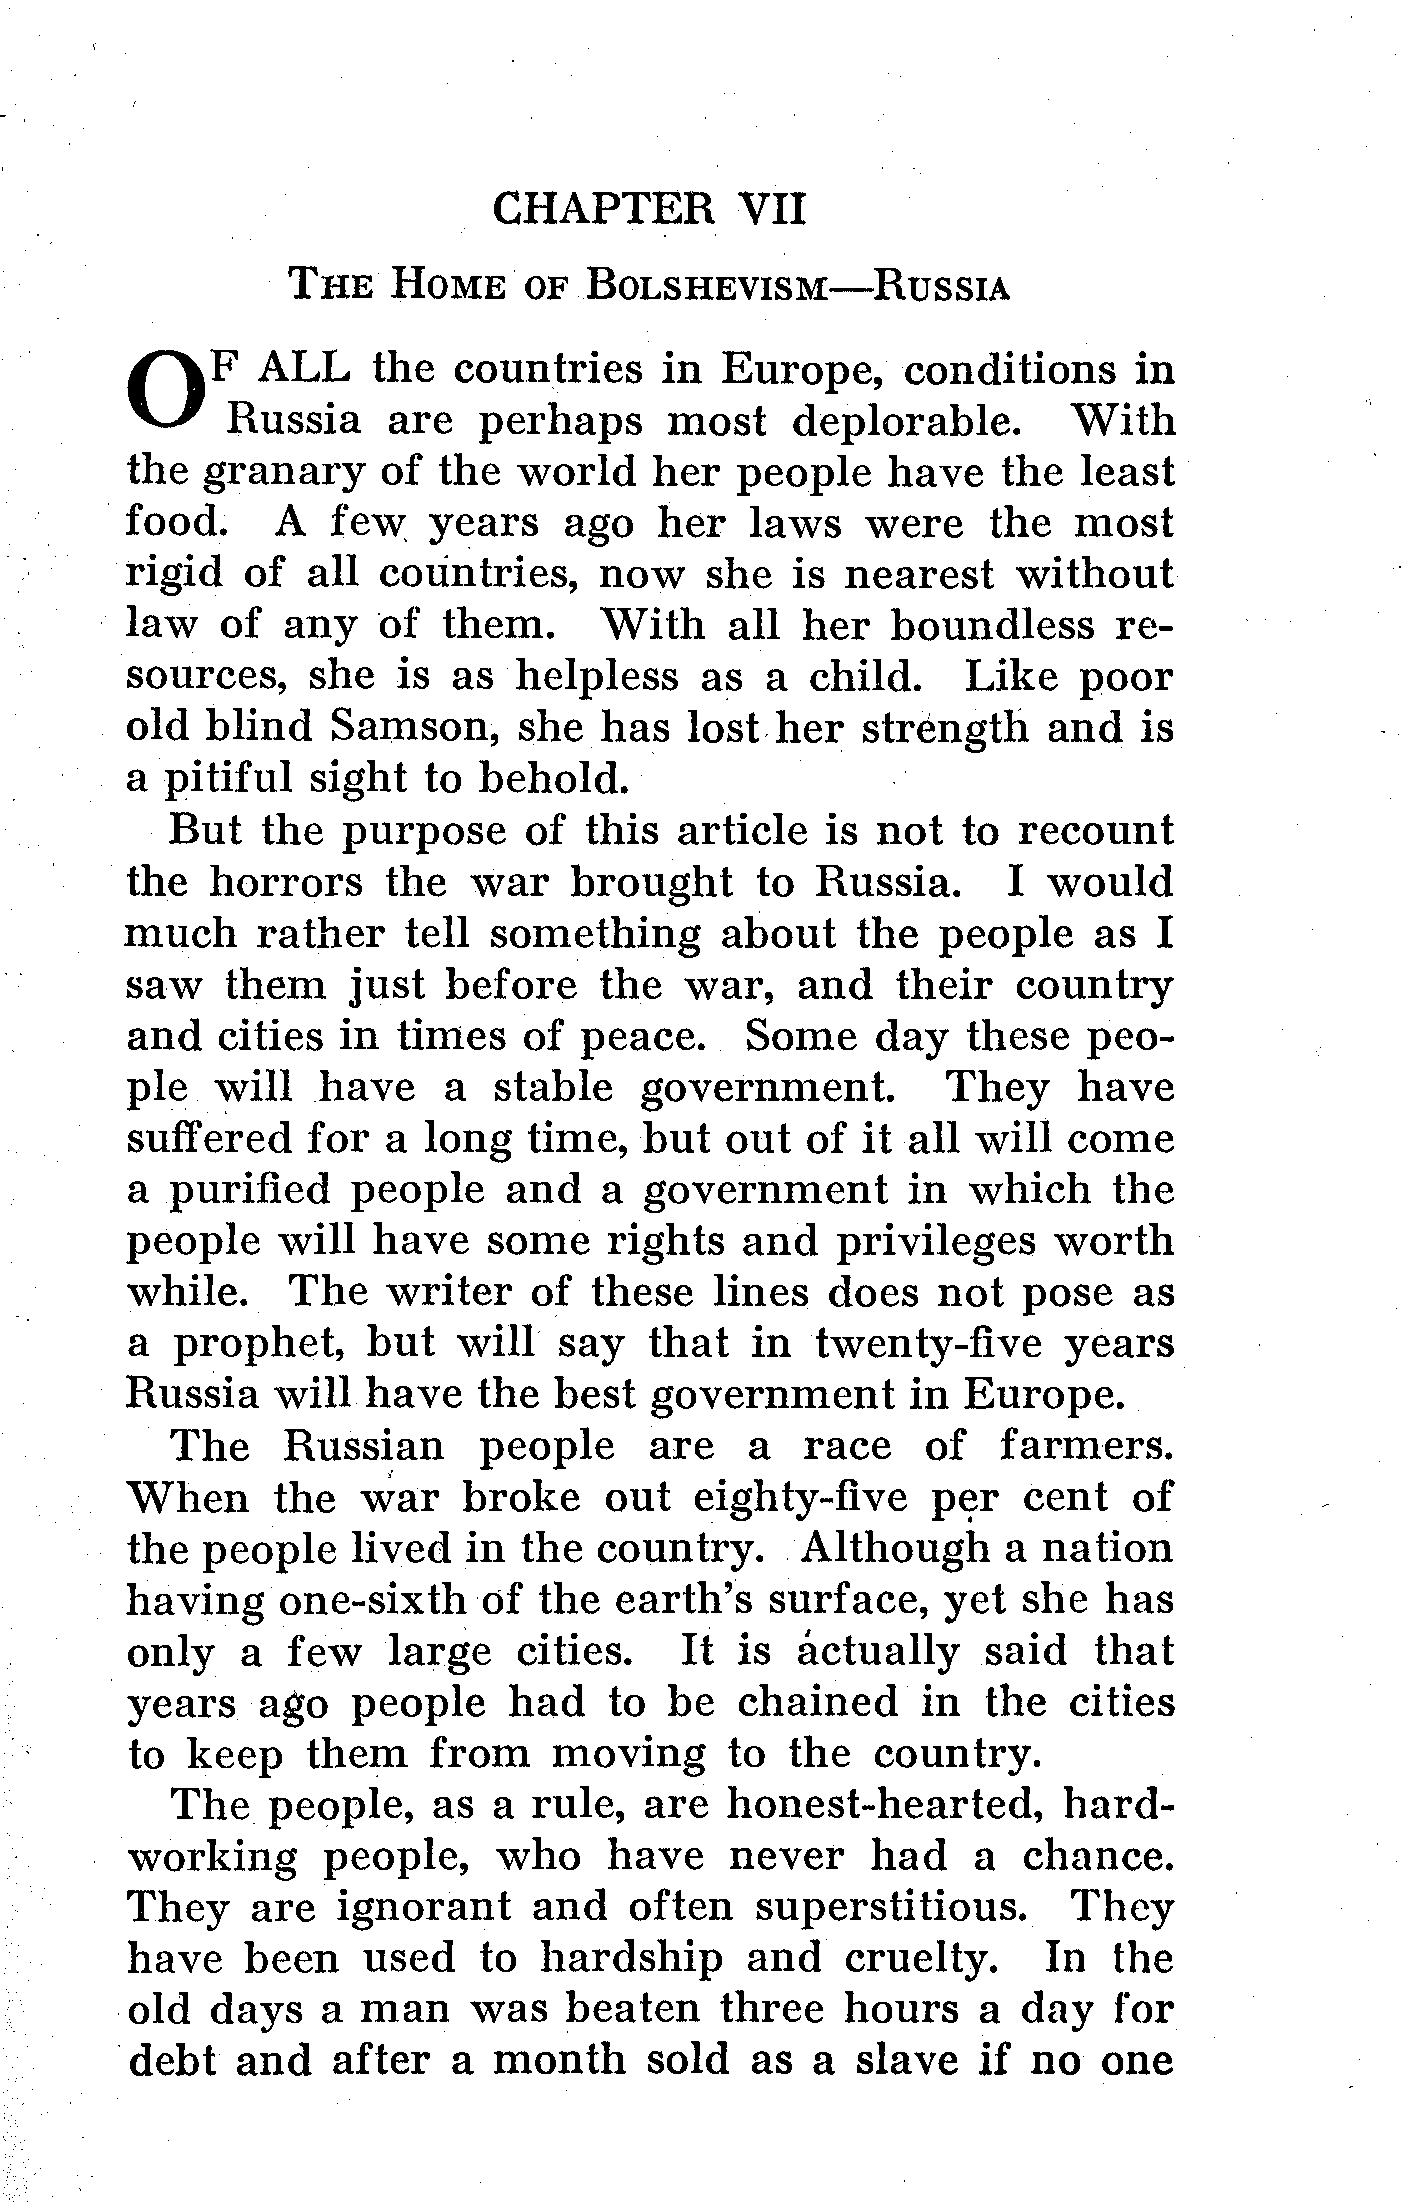 CHAPTER VII
THE HOME OF BOLSHEVISM—RUSSIA
OF ALL the countries in Europe, conditions in
Russia are perhaps most deplorable. With
the granary of the world her people have the least
food. A few years ago her laws were the most
rigid of all countries, now she is nearest without
law of any of them. With all her boundless re-
sources, she is as helpless as a child. Like poor
old blind Samson, she has lost her strength and is
a pitiful sight to behold.
But the purpose of this article is not to recount
the horrors the war brought to Russia. I would
much rather tell something about the people as I
saw them just before the war, and their country
and cities in times of peace. Some day these peo-
ple will have a stable government. They have
suffered for a long time, but out of it all will come
a purified people and a government in which the
people will have some rights and privileges worth
while. The writer of these lines does not pose as
a prophet, but will say that in twenty-five years
Russia will have the best government in Europe.
The Russian people are a race of farmers.
When the war broke out eighty-five per cent of
the people lived in the country. Although a nation
having one-sixth of the earth's surface, yet she has
only a few large cities. It is actually said that
years ago people had to be chained in the cities
to keep them from moving to the country.
The people, as a rule, are honest-hearted, hard-
working people, who have never had a chance.
They are ignorant and often superstitious. They
have been used to hardship and cruelty. In the
old days a man was beaten three hours a day for
debt and after a month sold as a slave if no one